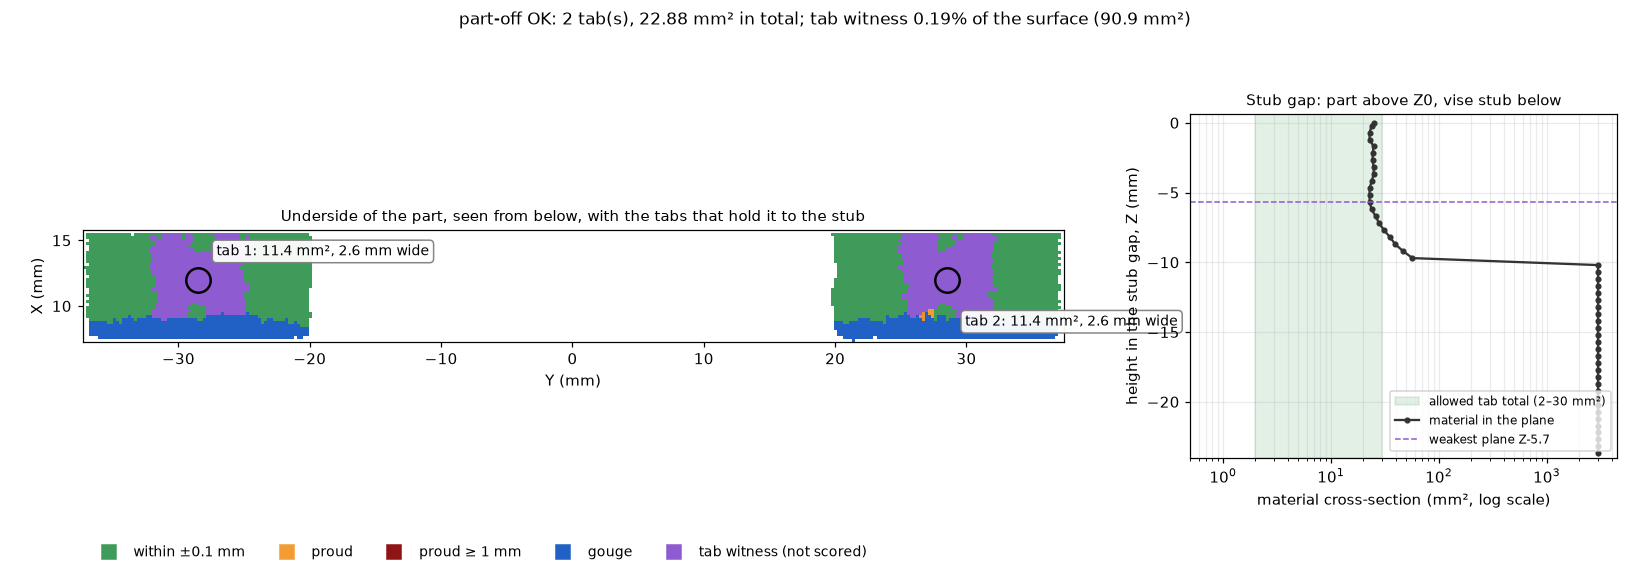 part-off OK: 2 tab(s), 22.88 mm² in total; tab witness 0.19% of the surface (90.9 mm²)
Underside of the part, seen from below, with the tabs that hold it to the stub
15
10
X (mm)
tab 1: 11.4 mm², 2.6 mm wide
tab 2: 11.4 mm², 2.6 mm wide
−30
−20
−10
0
10
20
30
Y (mm)
Stub gap: part above Z0, vise stub below
0
−5
−10
−15
−20
height in the stub gap, Z (mm)
allowed tab total (2–30 mm²)
material in the plane
weakest plane Z-5.7
10⁰
10¹
10²
10³
material cross-section (mm², log scale)
within ±0.1 mm
proud
proud ≥ 1 mm
gouge
tab witness (not scored)